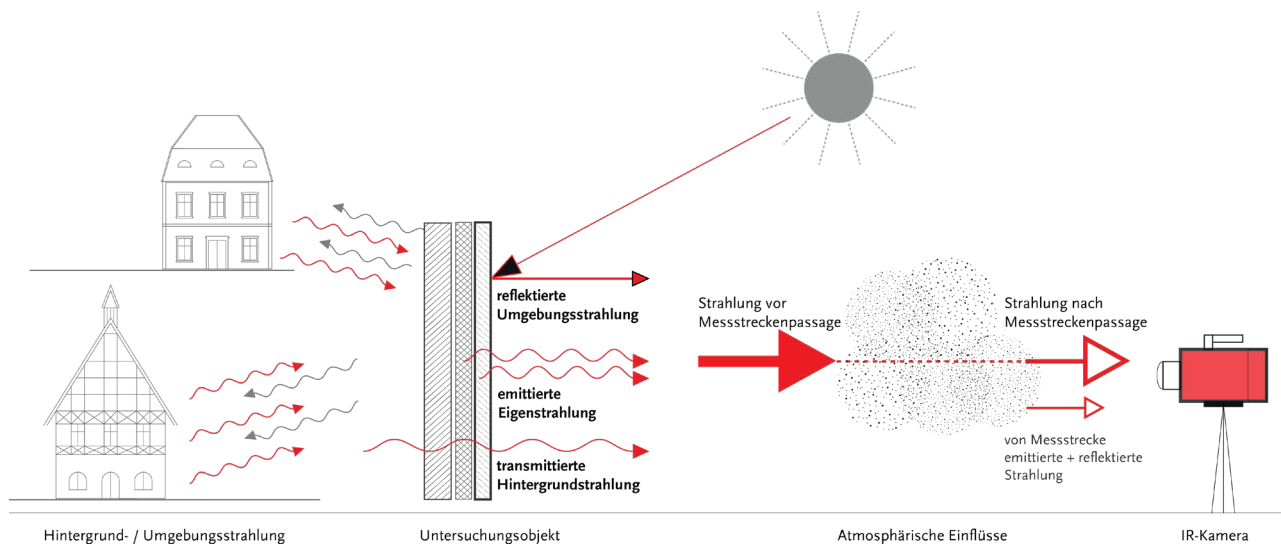 reflektierte
Umgebungsstrahlung
emittierte
Eigenstrahlung
transmittierte
Hintergrundstrahlung
Strahlung vor
Messstreckenpassage
Strahlung nach
Messstreckenpassage
von Messstrecke
emittierte + reflektierte
Strahlung
Hintergrund- / Umgebungsstrahlung
Untersuchungsobjekt
Atmosphärische Einflüsse
IR-Kamera